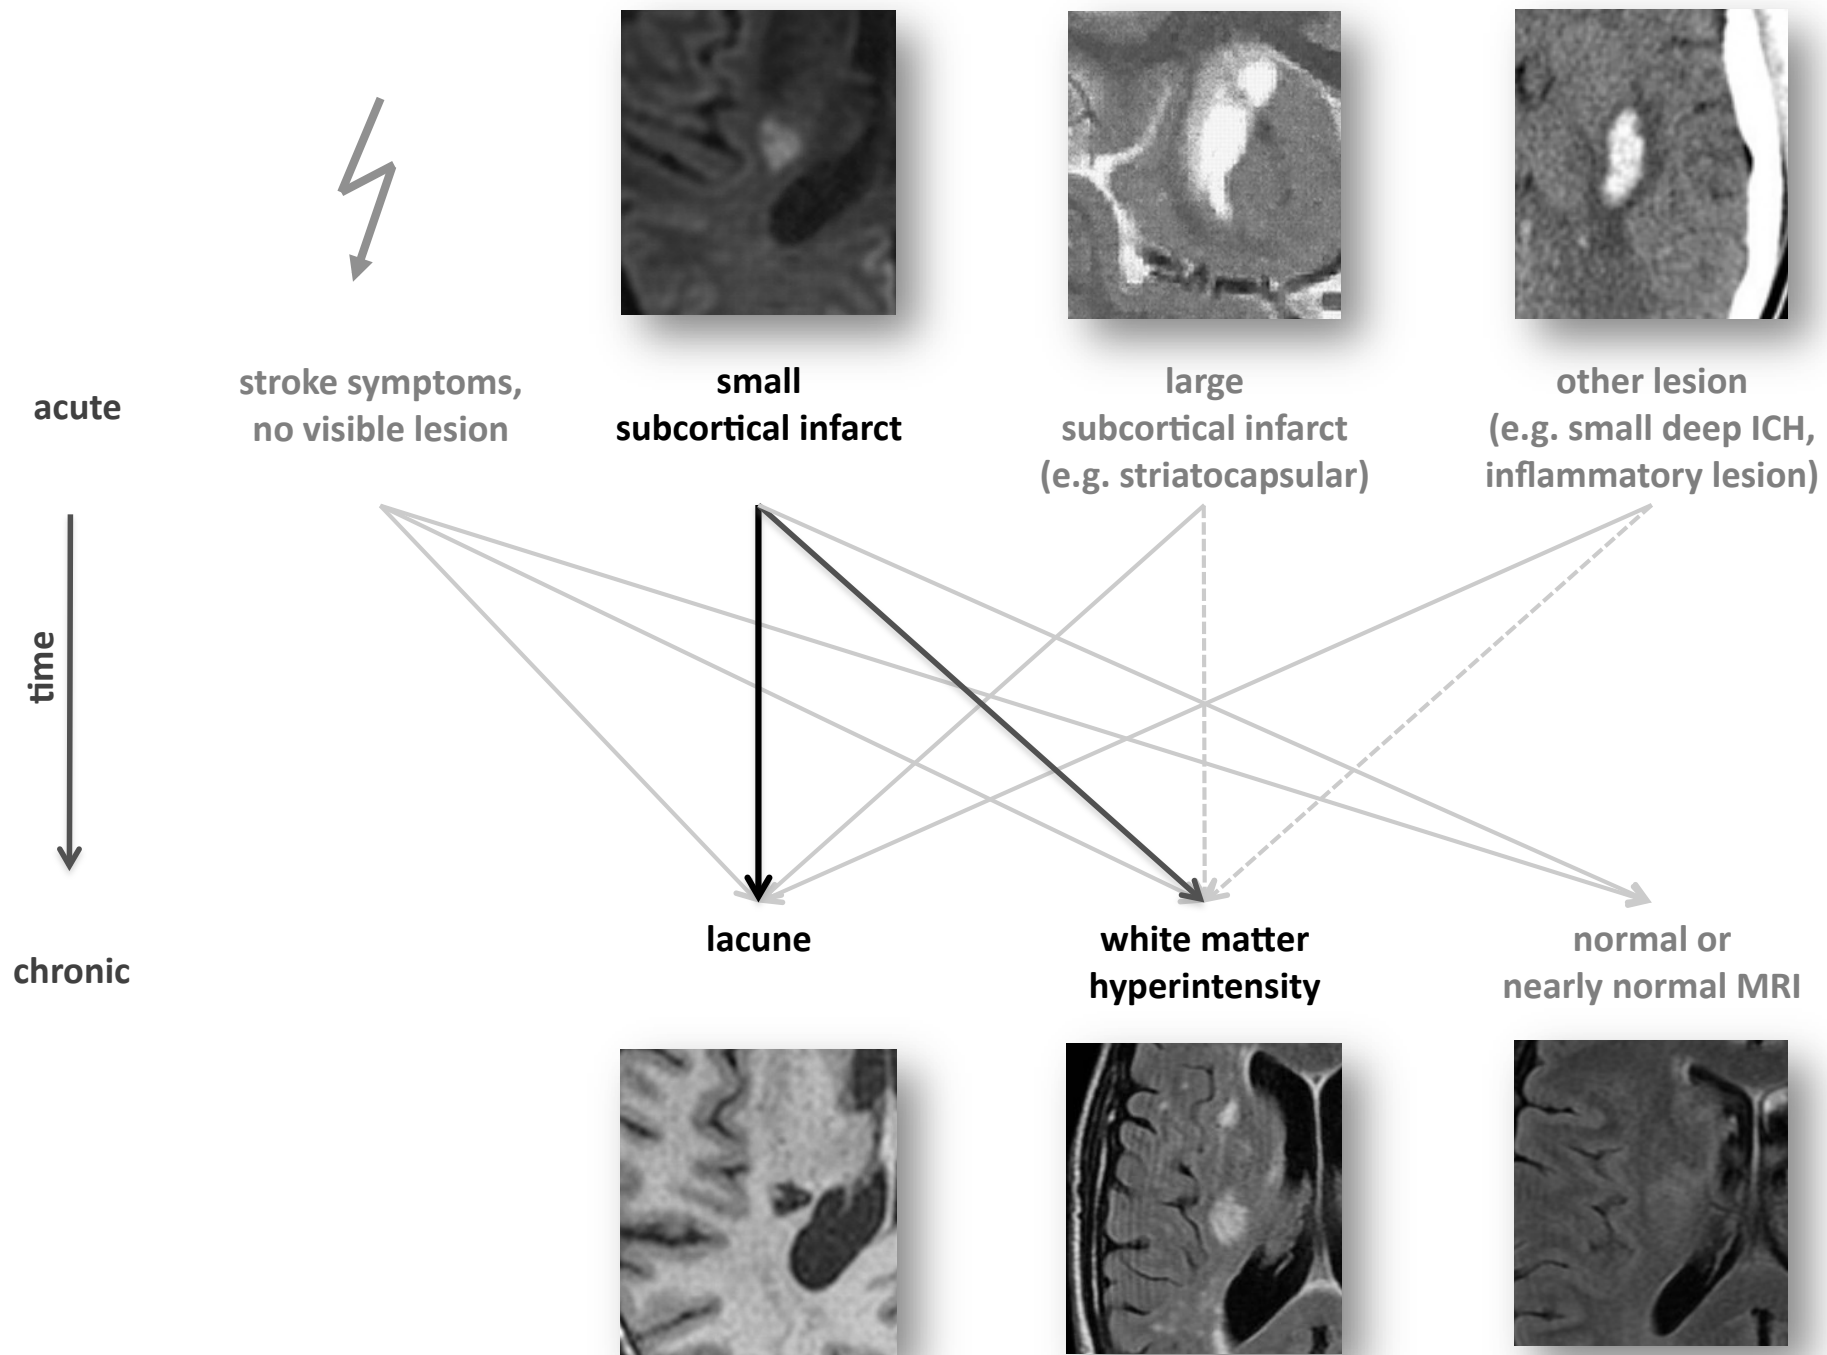 acute
stroke symptoms,
no visible lesion
small
subcortical infarct
large
subcortical infarct
(e.g. striatocapsular)
other lesion
(e.g. small deep ICH,
inflammatory lesion)
time
chronic
lacune
white matter
hyperintensity
normal or
nearly normal MRI